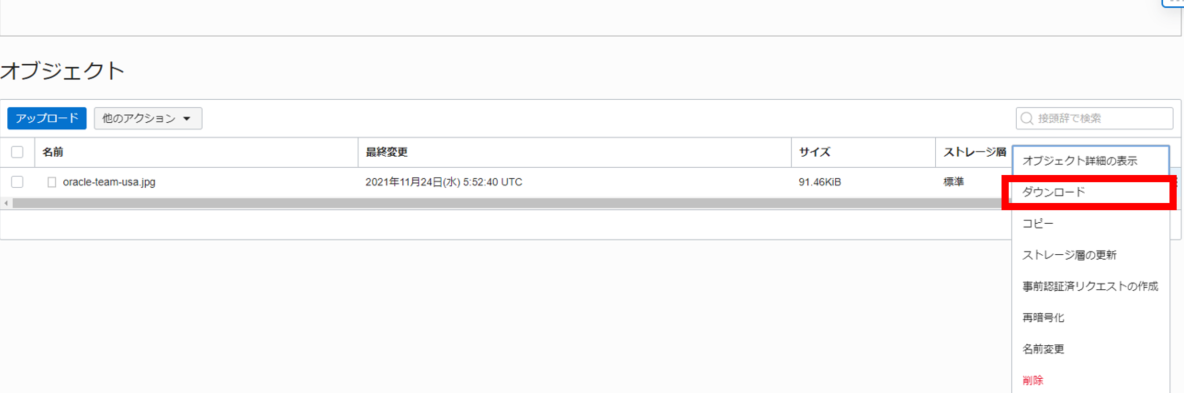 オブジェクト
アップロード 他のアクション 接頭辞で検索
名前 最終変更 サイズ ストレージ層
oracle-team-usa.jpg 2021年11月24日(水) 5:52:40 UTC 91.46KiB 標準
オブジェクト詳細の表示
ダウンロード
コピー
ストレージ層の更新
事前認証済リクエストの作成
再暗号化
名前変更
削除